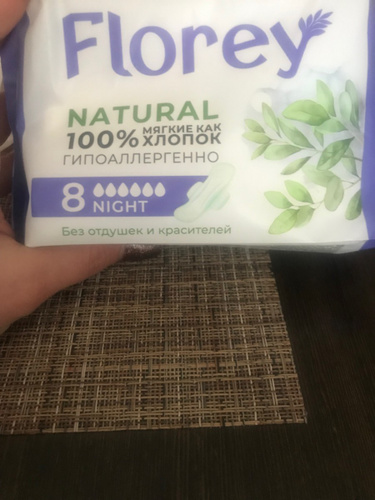 Florey
NATURAL
100% МЯГКИЕ КАК
ХЛОПОК
ГИПОАЛЛЕРГЕННО
8 NIGHT
Без отдушек и красителей